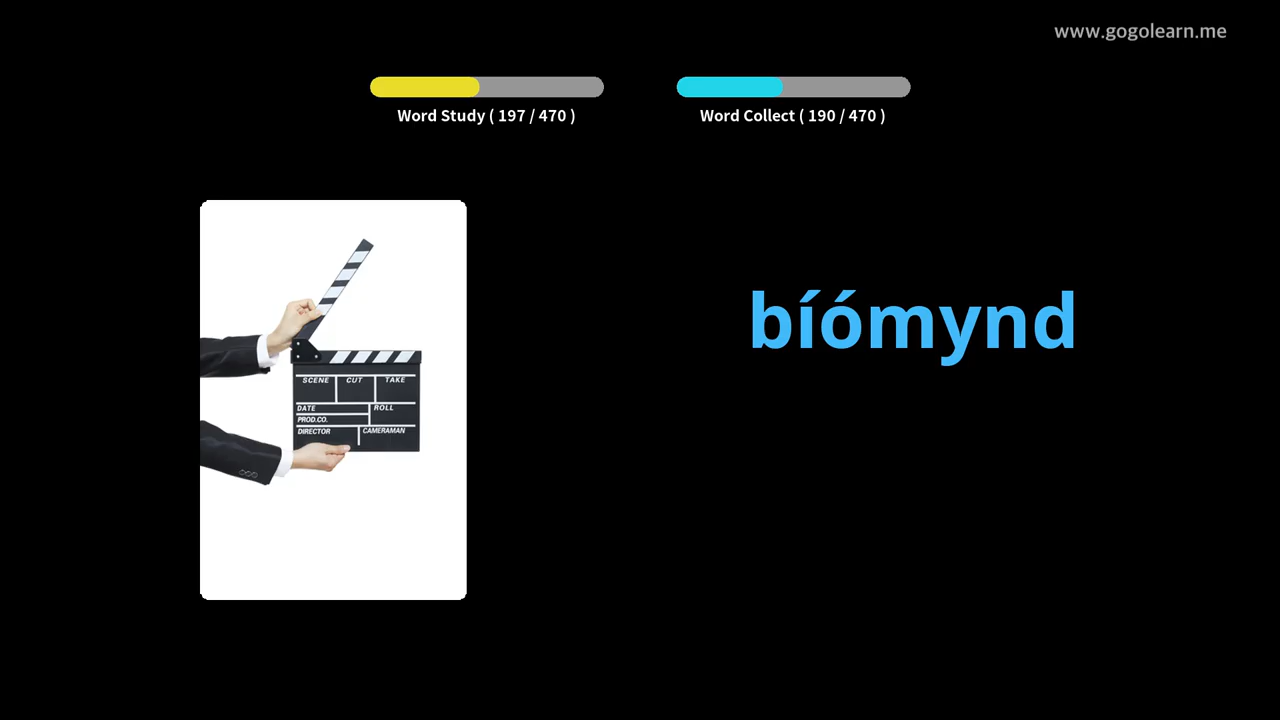 www.gogolearn.me
Word Study ( 197 / 470 )
Word Collect ( 190 / 470 )
bíómynd
SCENE CUT TAKE
DATE ROLL
PROD.CO.
DIRECTOR CAMERAMAN